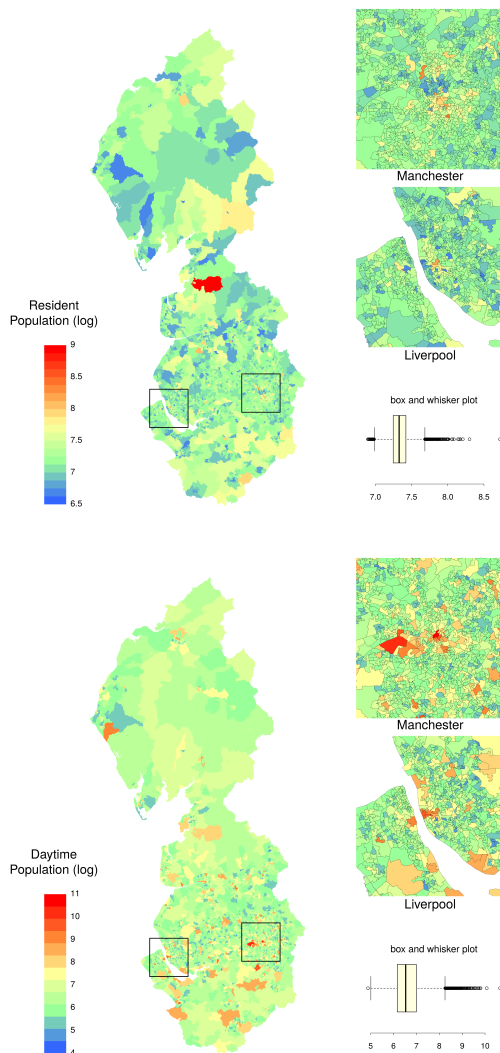 Manchester
Resident
Population (log)
9
8.5
8
7.5
7
6.5
Liverpool
box and whisker plot
7.0 7.5 8.0 8.5
Manchester
Daytime
Population (log)
11
10
9
8
7
6
5
4
Liverpool
box and whisker plot
5 6 7 8 9 10